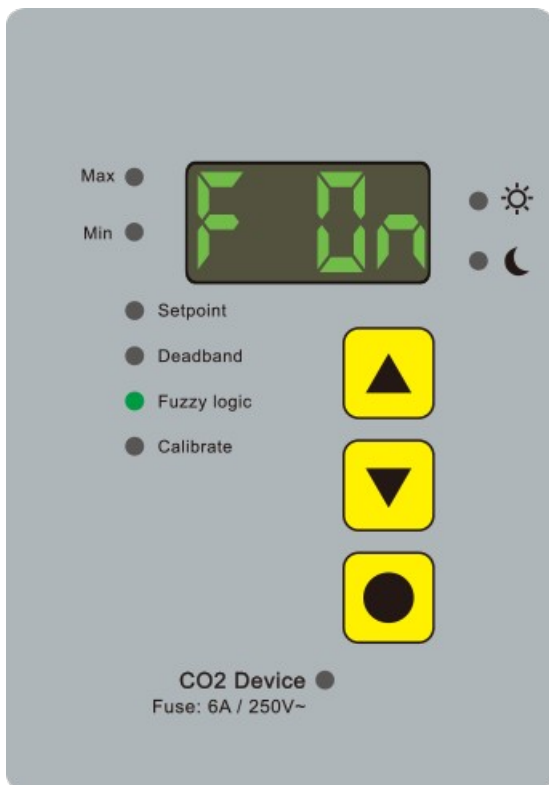 Max
F On
Min
Setpoint
Deadband
Fuzzy logic
Calibrate
CO2 Device
Fuse: 6A / 250V~